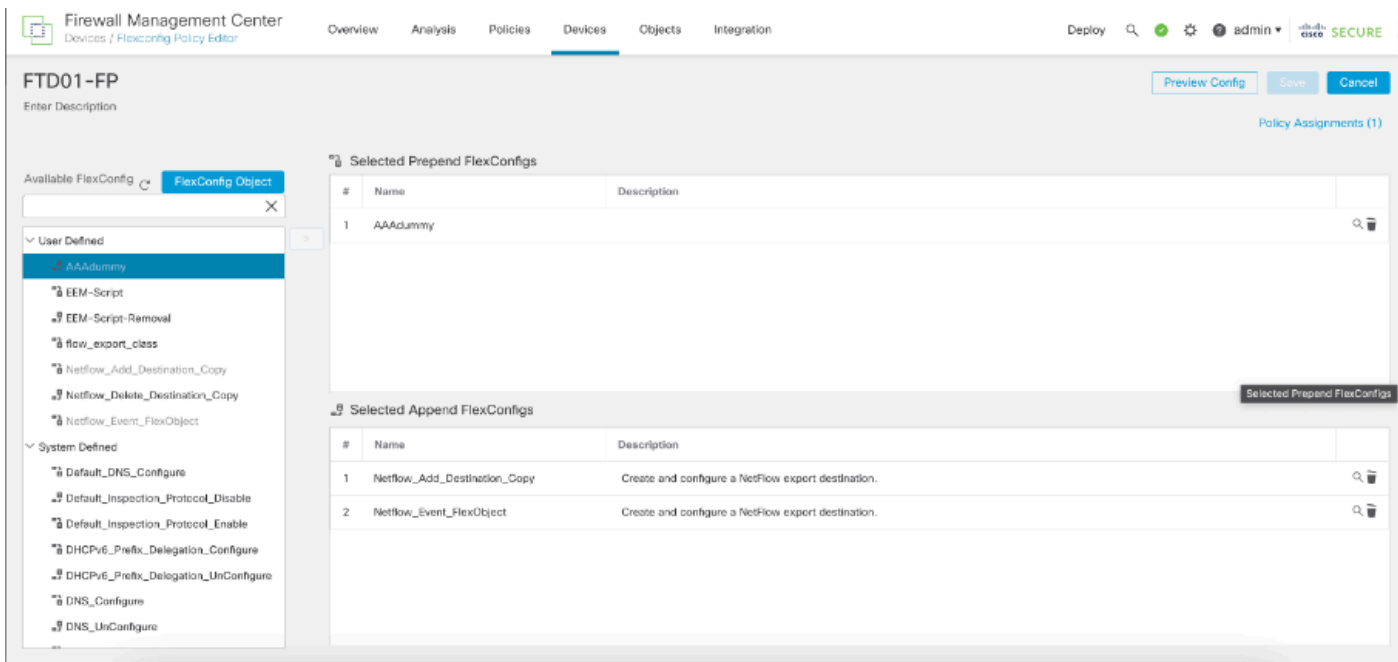 Firewall Management Center
Devices / Flexconfig Policy Editor
Overview Analysis Policies Devices Objects Integration Deploy admin cisco SECURE
FTD01-FP
Enter Description
Preview Config Save Cancel
Policy Assignments (1)
Available FlexConfig FlexConfig Object
User Defined
AAAdummy
EEM-Script
EEM-Script-Removal
flow_export_class
Netflow_Add_Destination_Copy
Netflow_Delete_Destination_Copy
Netflow_Event_FlexObject
System Defined
Default_DNS_Configure
Default_Inspection_Protocol_Disable
Default_Inspection_Protocol_Enable
DHCPv6_Prefix_Delegation_Configure
DHCPv6_Prefix_Delegation_UnConfigure
DNS_Configure
DNS_UnConfigure
Selected Prepend FlexConfigs
# Name Description
1 AAAdummy
Selected Prepend FlexConfigs
Selected Append FlexConfigs
# Name Description
1 Netflow_Add_Destination_Copy Create and configure a NetFlow export destination.
2 Netflow_Event_FlexObject Create and configure a NetFlow export destination.